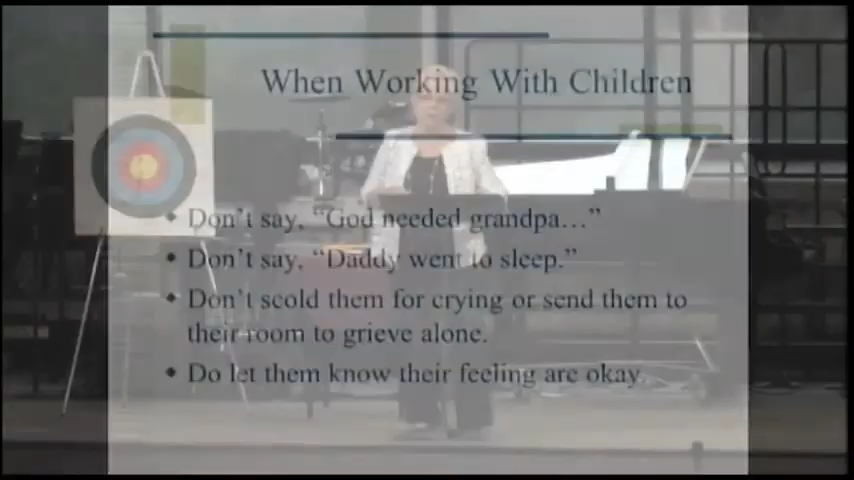 When Working With Children
• Don't say, "God needed grandpa..."
• Don't say, "Daddy went to sleep."
• Don't scold them for crying or send them to
their room to grieve alone.
• Do let them know their feeling are okay.